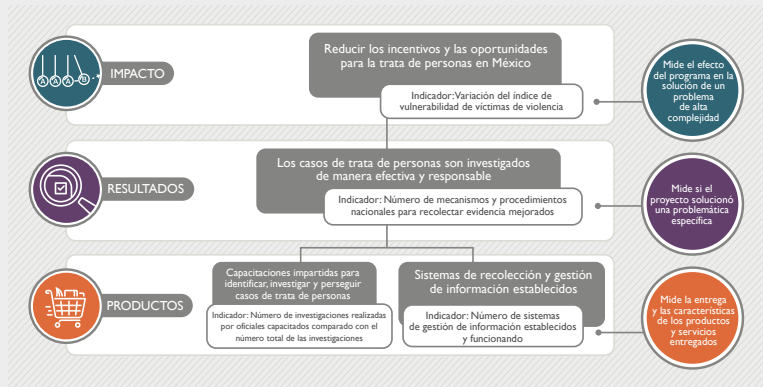 IMPACTO
A A A B
Reducir los incentivos y las oportunidades
para la trata de personas en México
Indicador:Variación del índice de
vulnerabilidad de víctimas de violencia
Mide el efecto
del programa en la
solución de un
problema
de alta
complejidad
RESULTADOS
Los casos de trata de personas son investigados
de manera efectiva y responsable
Indicador: Número de mecanismos y procedimientos
nacionales para recolectar evidencia mejorados
Mide si el
proyecto solucionó
una problemática
específica
PRODUCTOS
Capacitaciones impartidas para
identificar, investigar y perseguir
casos de trata de personas
Indicador: Número de investigaciones realizadas
por oficiales capacitados comparado con el
número total de las investigaciones
Sistemas de recolección y gestión
de información establecidos
Indicador: Número de sistemas
de gestión de información establecidos
y funcionando
Mide la entrega
y las características
de los productos
y servicios
entregados